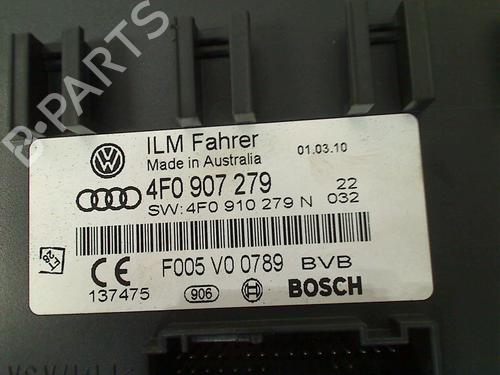 B-PARTS
ILM Fahrer
Made in Australia
01.03.10
4F0 907 279
22
SW: 4F0 910 279 N
032
F005 V0 0789
BVB
CE
137475
906
BOSCH